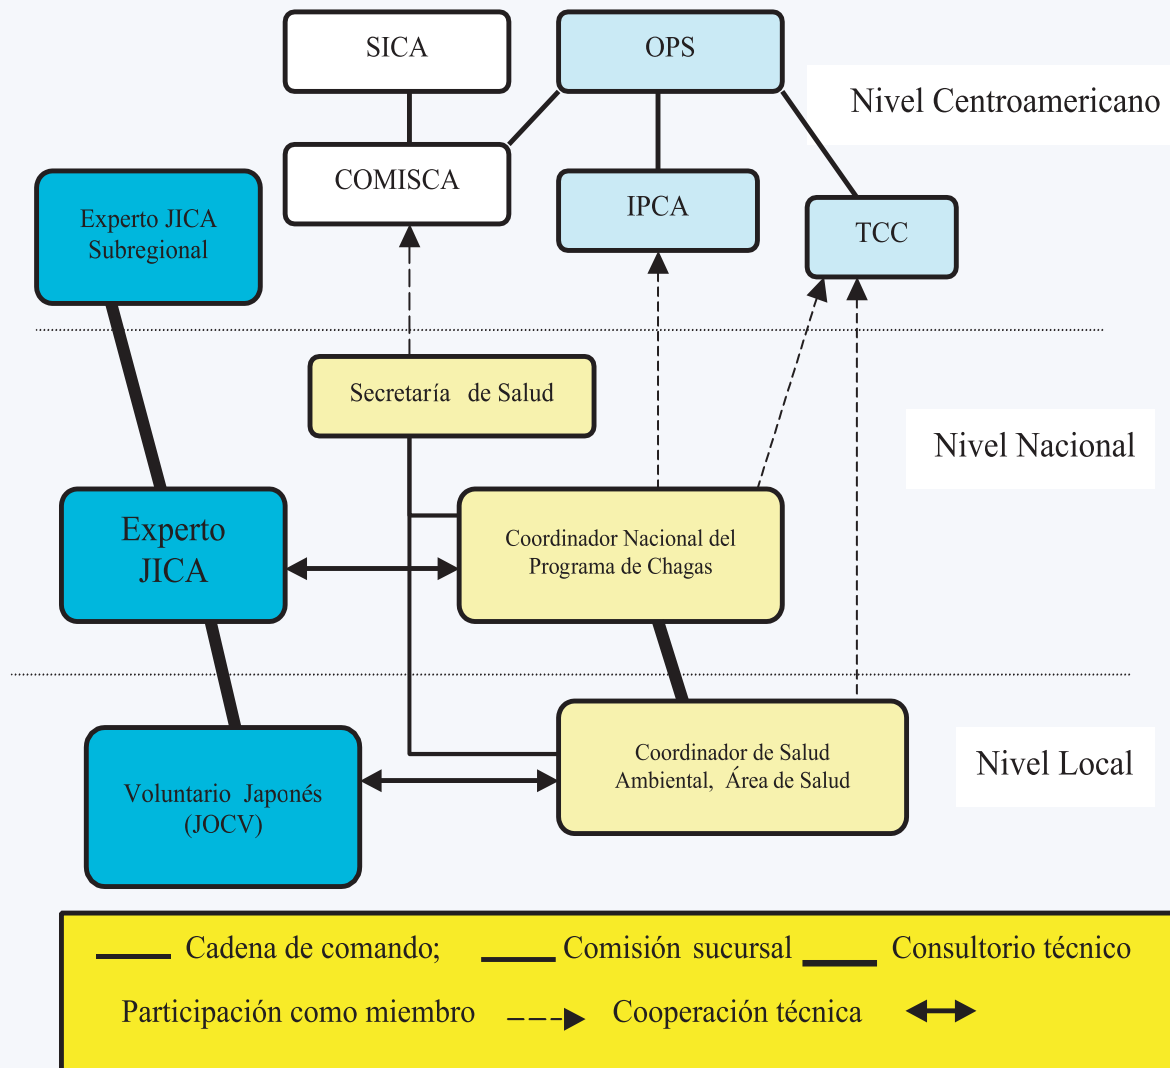 SICA
OPS
Nivel Centroamericano
COMISCA
IPCA
TCC
Experto JICA
Subregional
Secretaría de Salud
Nivel Nacional
Experto
JICA
Coordinador Nacional del
Programa de Chagas
Coordinador de Salud
Ambiental, Área de Salud
Nivel Local
Voluntario Japonés
(JOCV)
Cadena de comando; Comisión sucursal Consultorio técnico
Participación como miembro Cooperación técnica